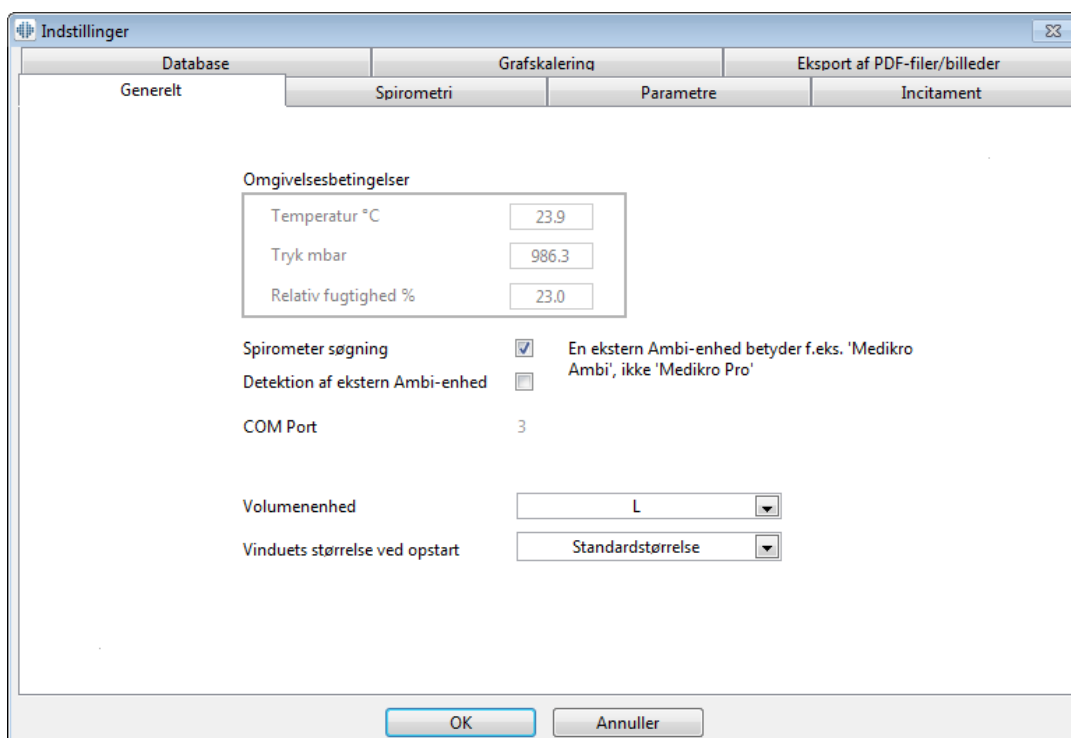 Indstillinger
Database Grafskalering Eksport af PDF-filer/billeder
Generelt Spirometri Parametre Incitament
Omgivelsesbetingelser
Temperatur °C 23.9
Tryk mbar 986.3
Relativ fugtighed % 23.0
Spirometer søgning En ekstern Ambi-enhed betyder f.eks. 'Medikro
Ambi', ikke 'Medikro Pro'
Detektion af ekstern Ambi-enhed
COM Port 3
Volumenenhed L
Vinduets størrelse ved opstart Standardstørrelse
OK Annuller